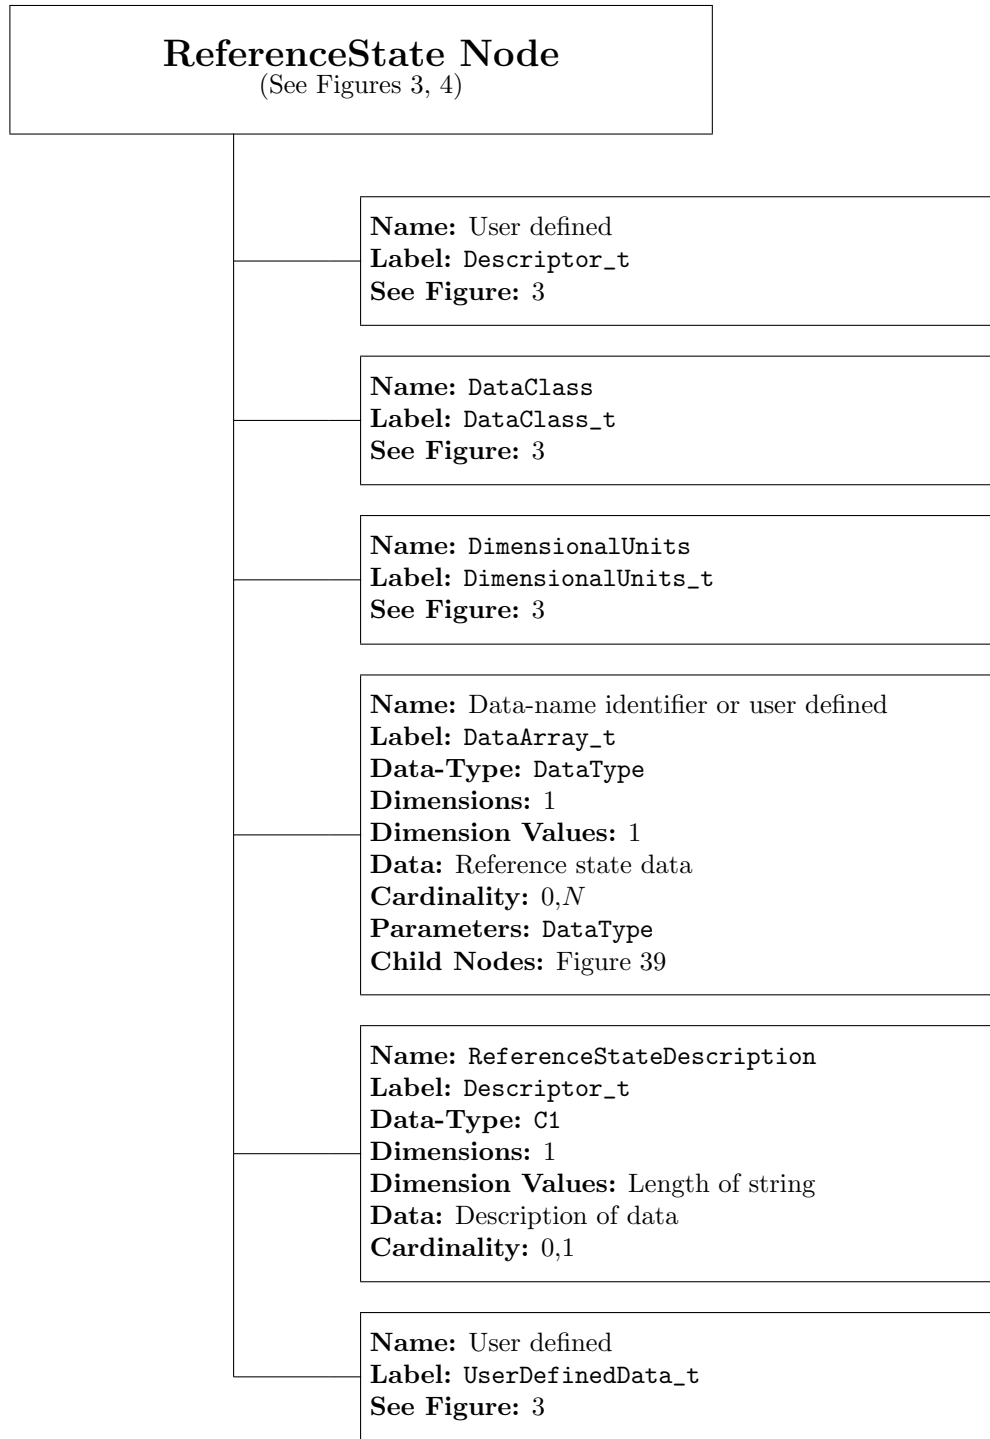 ReferenceState Node
(See Figures 3, 4)
Name: User defined
Label: Descriptor_t
See Figure: 3
Name: DataClass
Label: DataClass_t
See Figure: 3
Name: DimensionalUnits
Label: DimensionalUnits_t
See Figure: 3
Name: Data-name identifier or user defined
Label: DataArray_t
Data-Type: DataType
Dimensions: 1
Dimension Values: 1
Data: Reference state data
Cardinality: 0,N
Parameters: DataType
Child Nodes: Figure 39
Name: ReferenceStateDescription
Label: Descriptor_t
Data-Type: C1
Dimensions: 1
Dimension Values: Length of string
Data: Description of data
Cardinality: 0,1
Name: User defined
Label: UserDefinedData_t
See Figure: 3